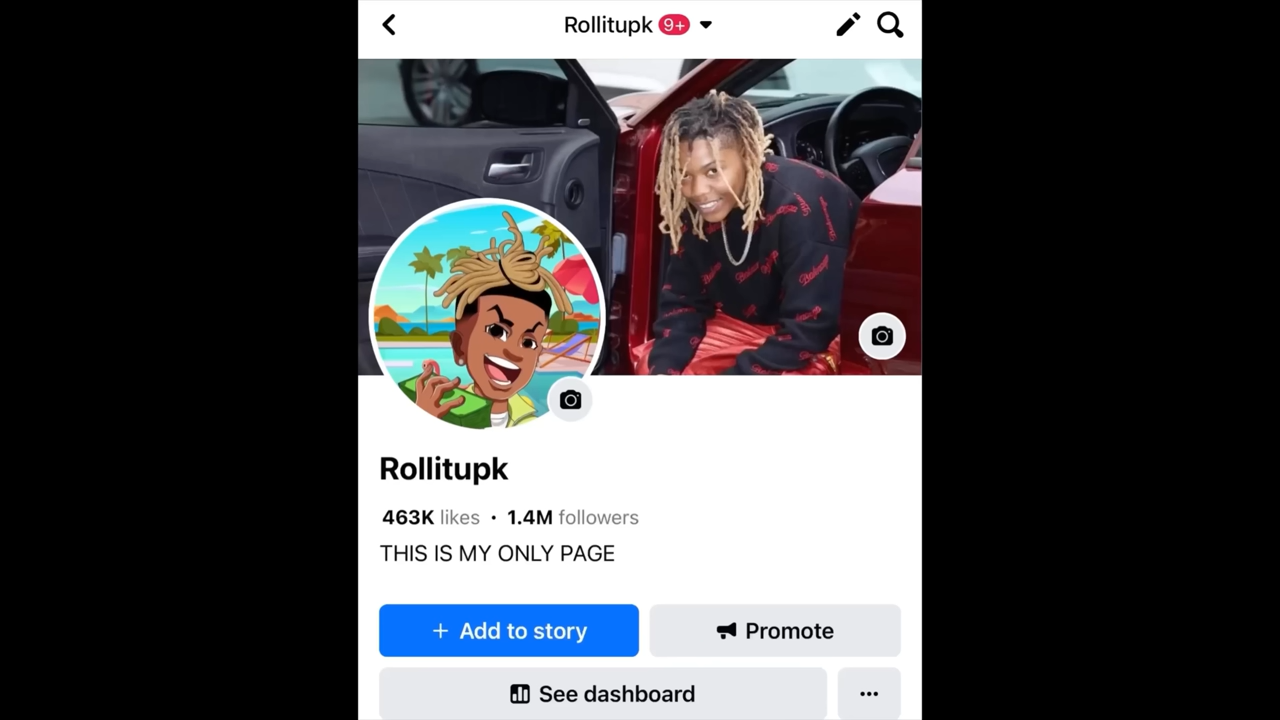 Rollitupk 9+
Rollitupk
463K likes · 1.4M followers
THIS IS MY ONLY PAGE
+ Add to story
Promote
See dashboard